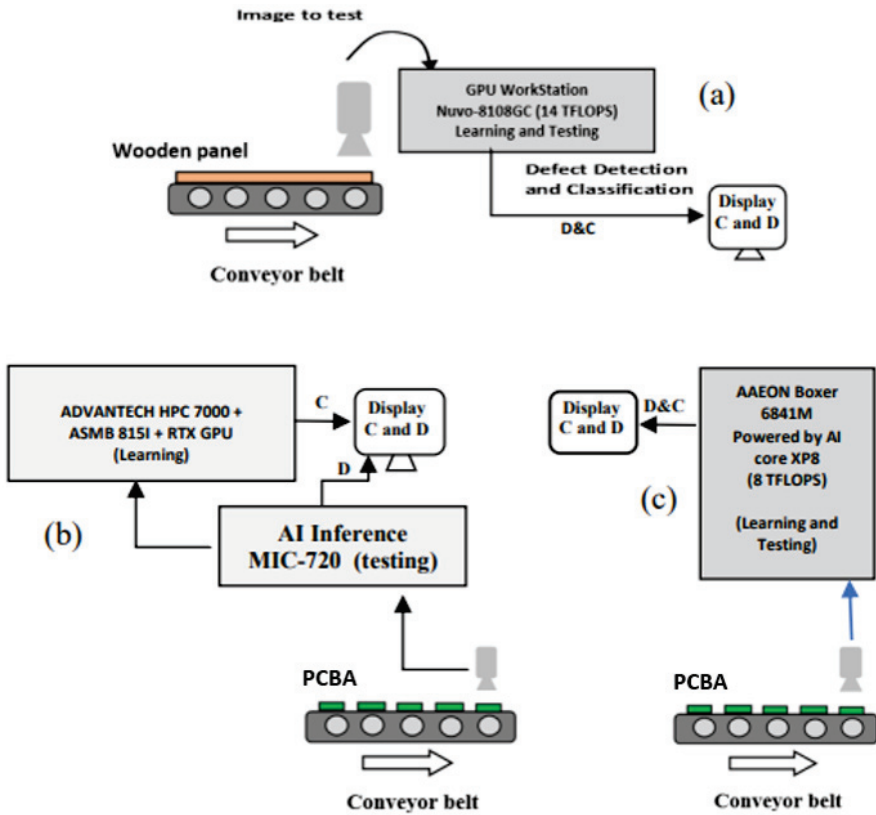 Image to test
GPU WorkStation
Nuvo-8108GC (14 TFLOPS)
Learning and Testing
(a)
Wooden panel
Defect Detection
and Classification
D&C
Display
C and D
Conveyor belt
ADVANTECH HPC 7000 +
ASMB 815I + RTX GPU
(Learning)
C
Display
C and D
D
(b)
AI Inference
MIC-720 (testing)
PCBA
Conveyor belt
Display
C and D
D&C
AAEON Boxer
6841M
Powered by AI
core XP8
(8 TFLOPS)
(Learning and
Testing)
(c)
PCBA
Conveyor belt